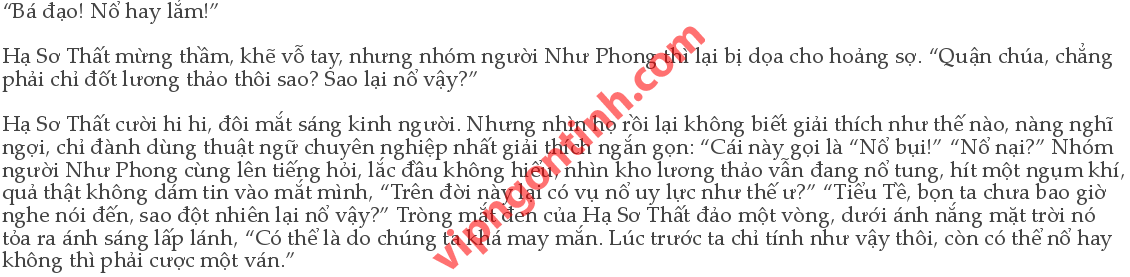 “Bá đạo! Nổ hay lắm!”
Hạ Sơ Thất mừng thầm, khẽ vỗ tay, nhưng nhóm người Như Phong thì lại bị dọa cho hoảng sợ. “Quận chúa, chẳng
phải chỉ đốt lương thảo thôi sao? Sao lại nổ vậy?”
Hạ Sơ Thất cười hi hi, đôi mắt sáng kinh người. Nhưng nhìn họ rồi lại không biết giải thích như thế nào, nàng nghĩ
ngợi, chỉ đành dùng thuật ngữ chuyên nghiệp nhất giải thích ngắn gọn: “Cái này gọi là “Nổ bụi!” “Nổ nại?” Nhóm
người Như Phong cùng lên tiếng hỏi, lắc đầu không hiểu, nhìn kho lương thảo vẫn đang nổ tung, hít một ngụm khí,
quả thật không dám tin vào mắt mình, “Trên đời này lại có vụ nổ uy lực như thế ư?” “Tiểu Tề, bọn ta chưa bao giờ
nghe nói đến, sao đột nhiên lại nổ vậy?” Tròng mắt đen của Hạ Sơ Thất đảo một vòng, dưới ánh nắng mặt trời nó
tỏa ra ánh sáng lấp lánh, “Có thể là do chúng ta khá may mắn. Lúc trước ta chỉ tính như vậy thôi, còn có thể nổ hay
không thì phải cược một ván.”
vipngontinh.com